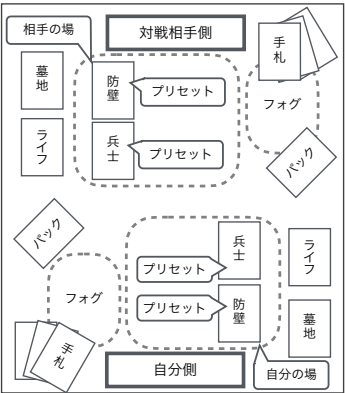 相手の場
対戦相手側
手札
墓地
防壁
プリセット
フォグ
ライフ
兵士
プリセット
パック
パック
兵士
ライフ
プリセット
フォグ
プリセット
防壁
墓地
手札
自分側
自分の場